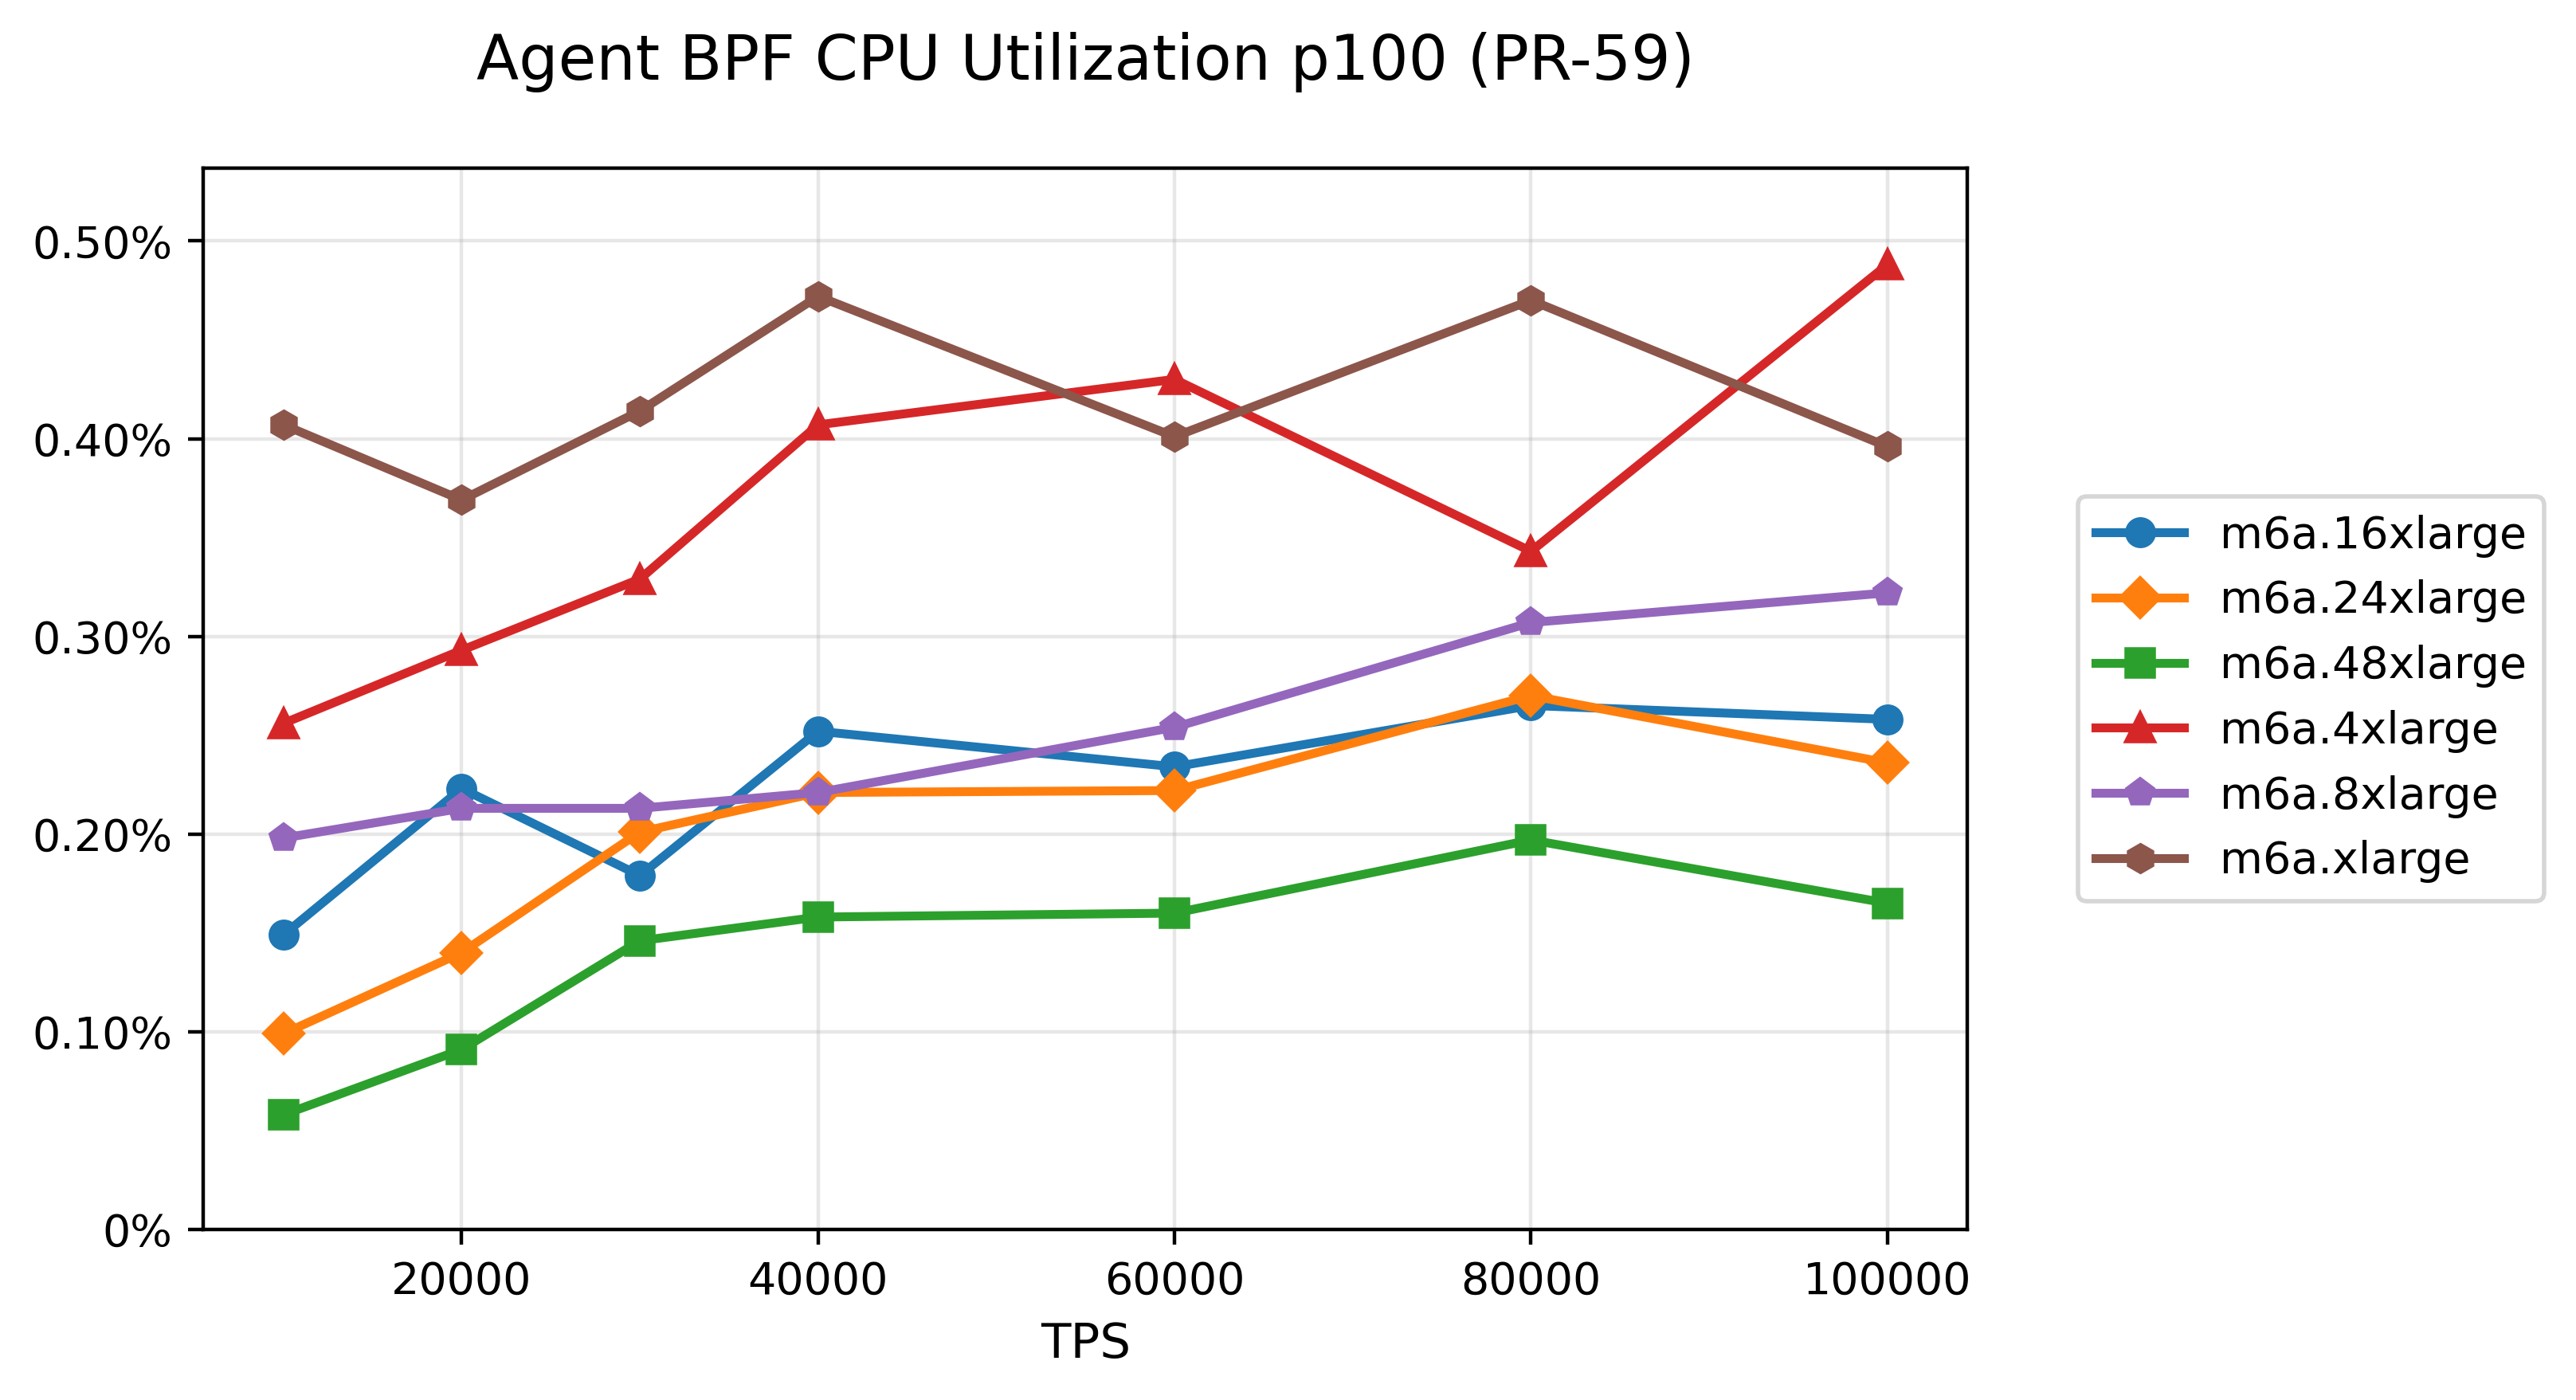 Agent BPF CPU Utilization p100 (PR-59)
0.50%
0.40%
0.30%
0.20%
0.10%
0%
20000 40000 60000 80000 100000
TPS
m6a.16xlarge
m6a.24xlarge
m6a.48xlarge
m6a.4xlarge
m6a.8xlarge
m6a.xlarge